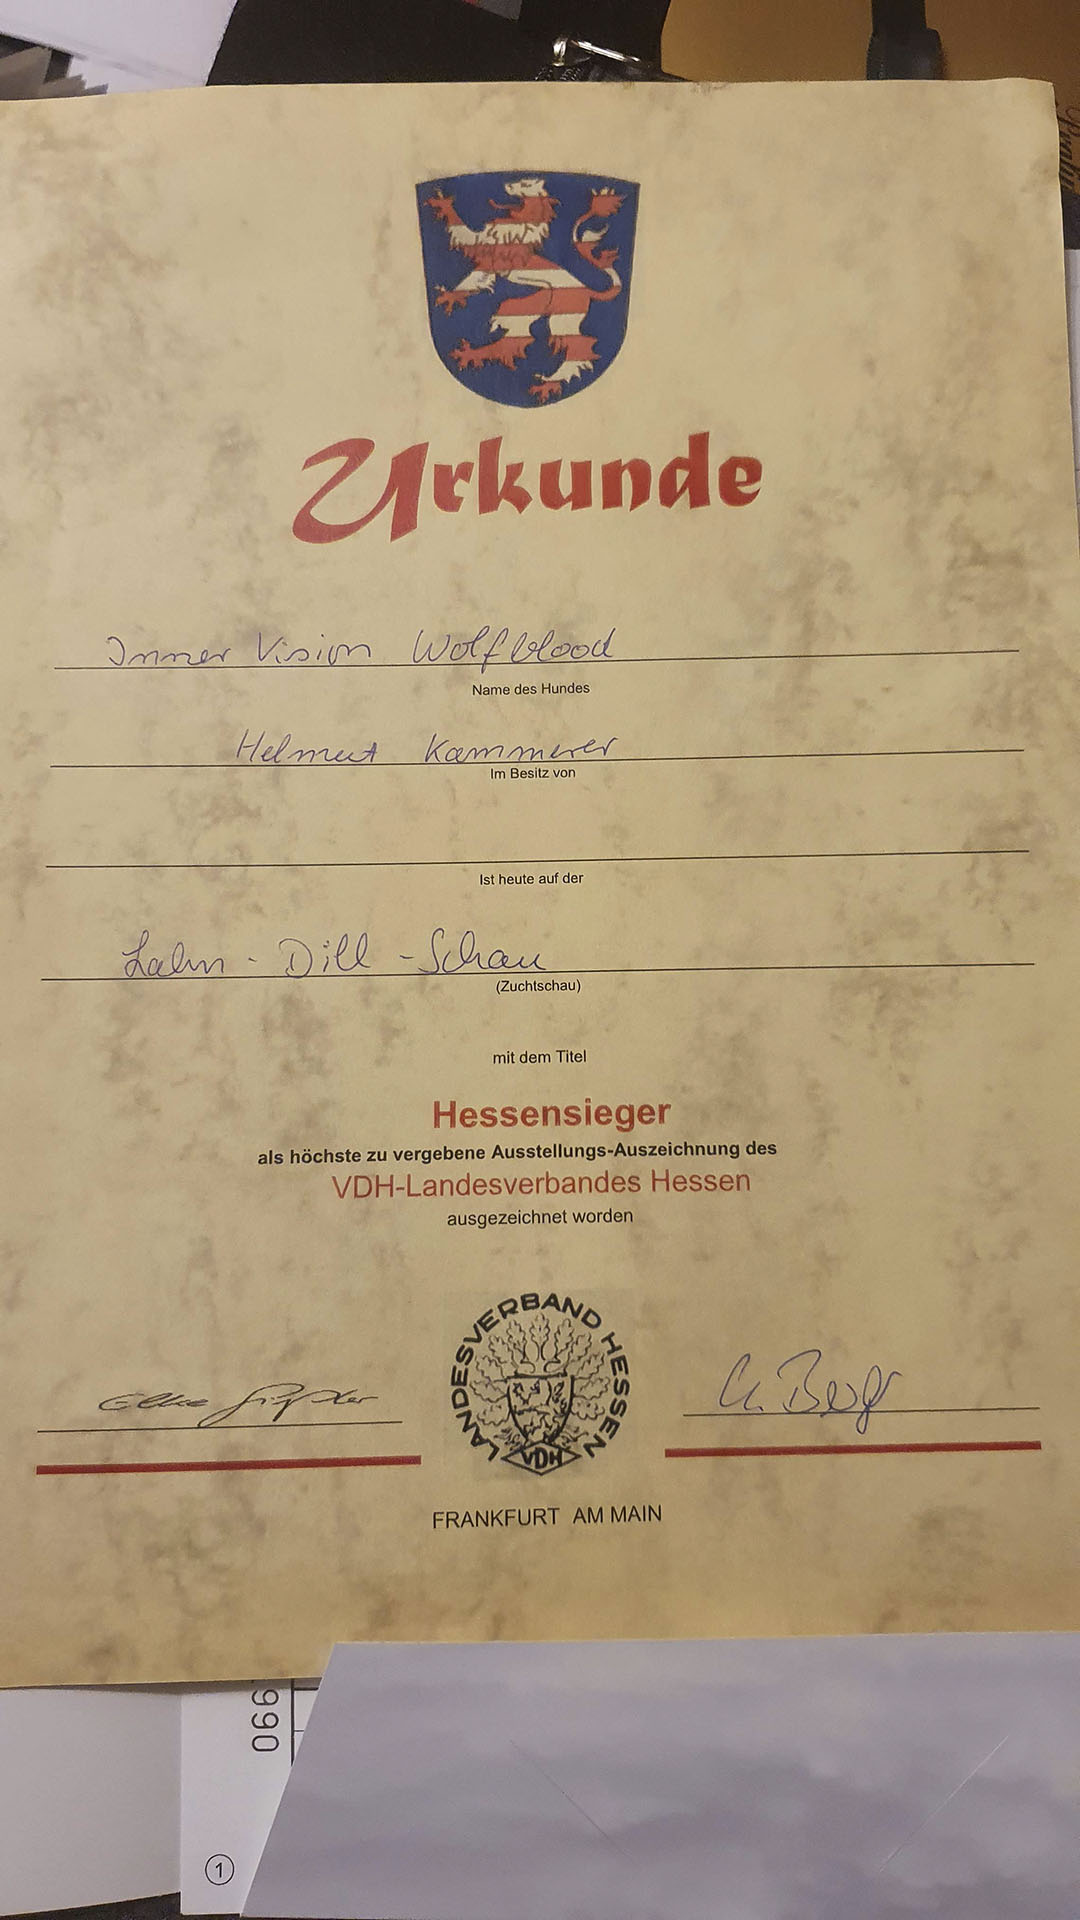 Urkunde
Inner Vision Wolfblood
Name des Hundes
Helmut Kammerer
Im Besitz von
Ist heute auf der
Lahn - Dill - Schau
(Zuchtschau)
mit dem Titel
Hessensieger
als höchste zu vergebene Ausstellungs-Auszeichnung des
VDH-Landesverbandes Hessen
ausgezeichnet worden
LANDESVERBAND HESSEN
VDH
FRANKFURT AM MAIN
066
1